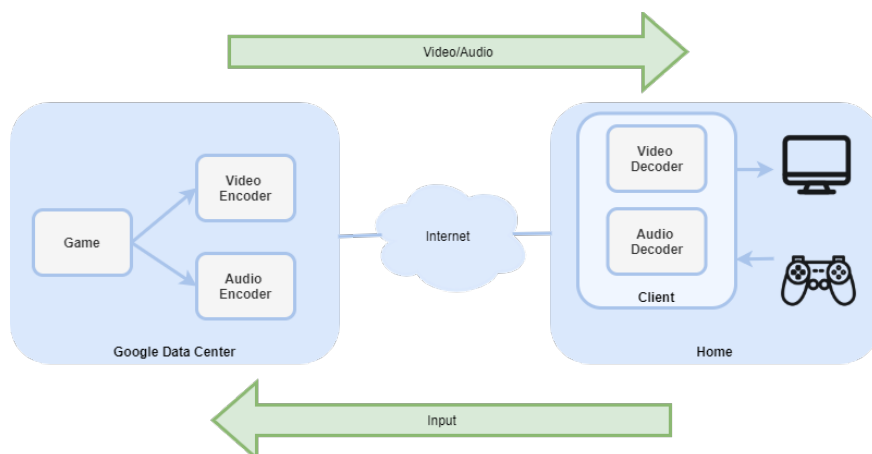 Video/Audio
Video
Encoder
Game
Audio
Encoder
Google Data Center
Internet
Video
Decoder
Audio
Decoder
Client
Home
Input